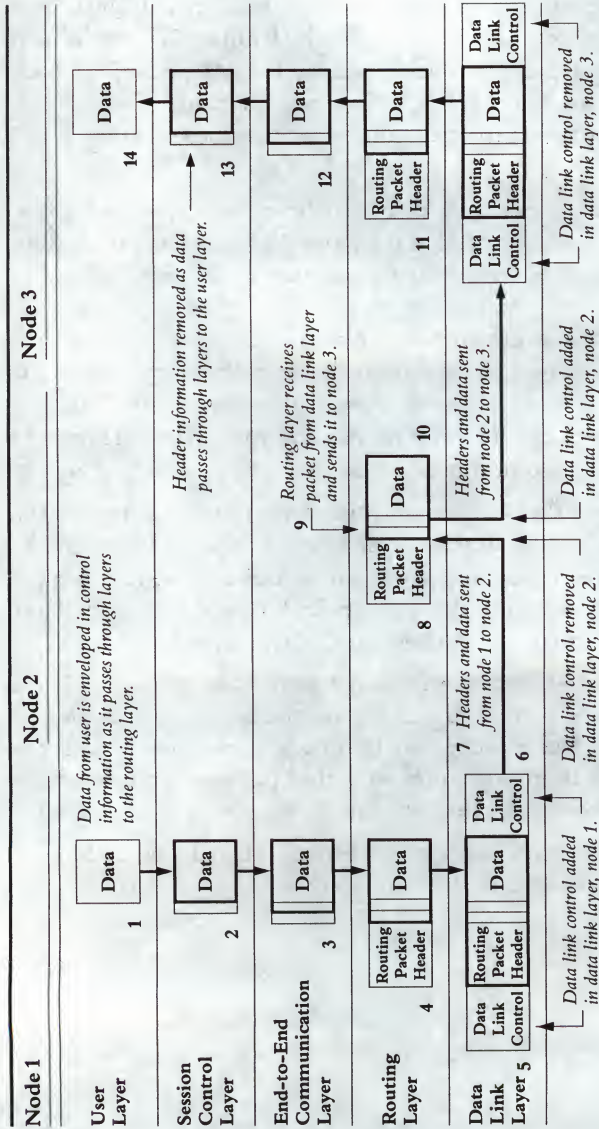 Node 1
Node 2
Node 3
User
Layer
Data from user is enveloped in control
information as it passes through layers
to the routing layer.
Data
1
Data
14
Session
Control
Layer
Data
2
Header information removed as data
passes through layers to the user layer.
Data
13
End-to-End
Communication
Layer
Data
3
Routing layer receives
packet from data link layer
and sends it to node 3.
9
Data
12
Routing
Layer
Routing
Packet
Header
Data
4
Routing
Packet
Header
Data
8
10
Routing
Packet
Header
Data
11
Data
Link
Layer 5
Data
Link
Control
Routing
Packet
Header
Data
Data
Link
Control
6
7 Headers and data sent
from node 1 to node 2.
Headers and data sent
from node 2 to node 3.
Data
Link
Control
Routing
Packet
Header
Data
Data
Link
Control
Data link control added
in data link layer, node 1.
Data link control removed
in data link layer, node 2.
Data link control added
in data link layer, node 2.
Data link control removed
in data link layer, node 3.